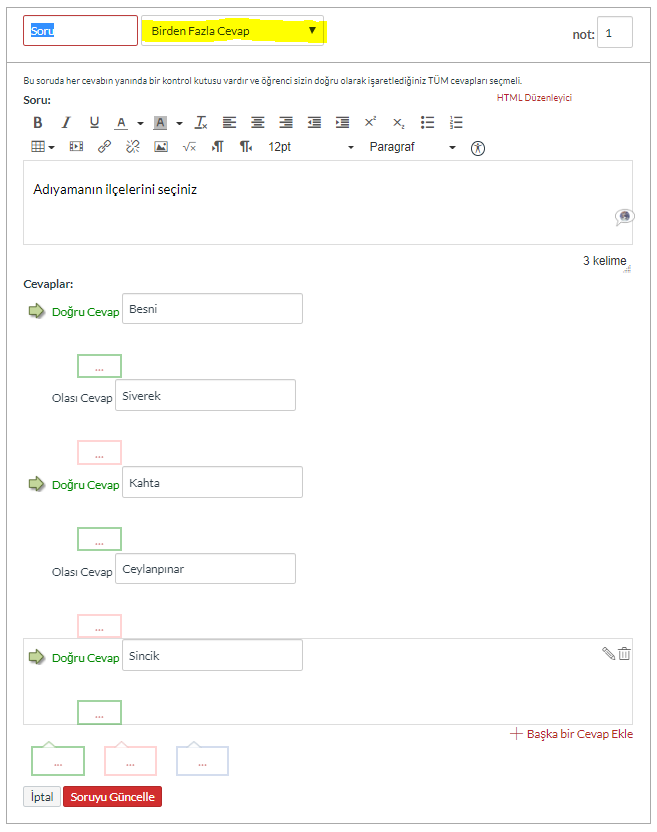 Soru
Birden Fazla Cevap
not: 1
Bu soruda her cevabın yanında bir kontrol kutusu vardır ve öğrenci sizin doğru olarak işaretlediğiniz TÜM cevapları seçmeli.
Soru:
HTML Düzenleyici
12pt
Paragraf
Adıyamanın ilçelerini seçiniz
3 kelime
Cevaplar:
Doğru Cevap Besni
...
Olası Cevap Siverek
...
Doğru Cevap Kahta
...
Olası Cevap Ceylanpınar
...
Doğru Cevap Sincik
...
Başka bir Cevap Ekle
... ... ...
İptal Soruyu Güncelle